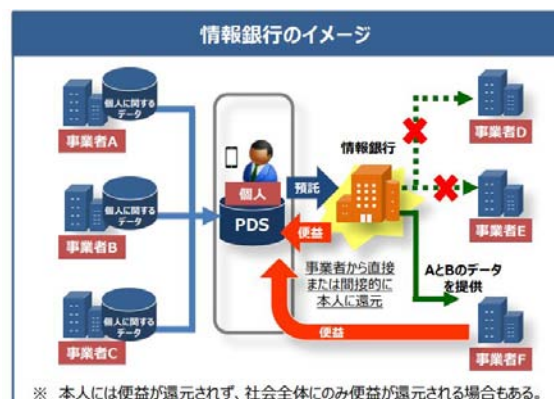 情報銀行のイメージ
個人に関する
データ
事業者A
個人に関する
データ
事業者B
個人に関する
データ
事業者C
個人
PDS
預託
便益
情報銀行
事業者から直接
または間接的に
本人に還元
便益
AとBのデータ
を提供
事業者D
事業者E
事業者F
※ 本人には便益が還元されず、社会全体にのみ便益が還元される場合もある。